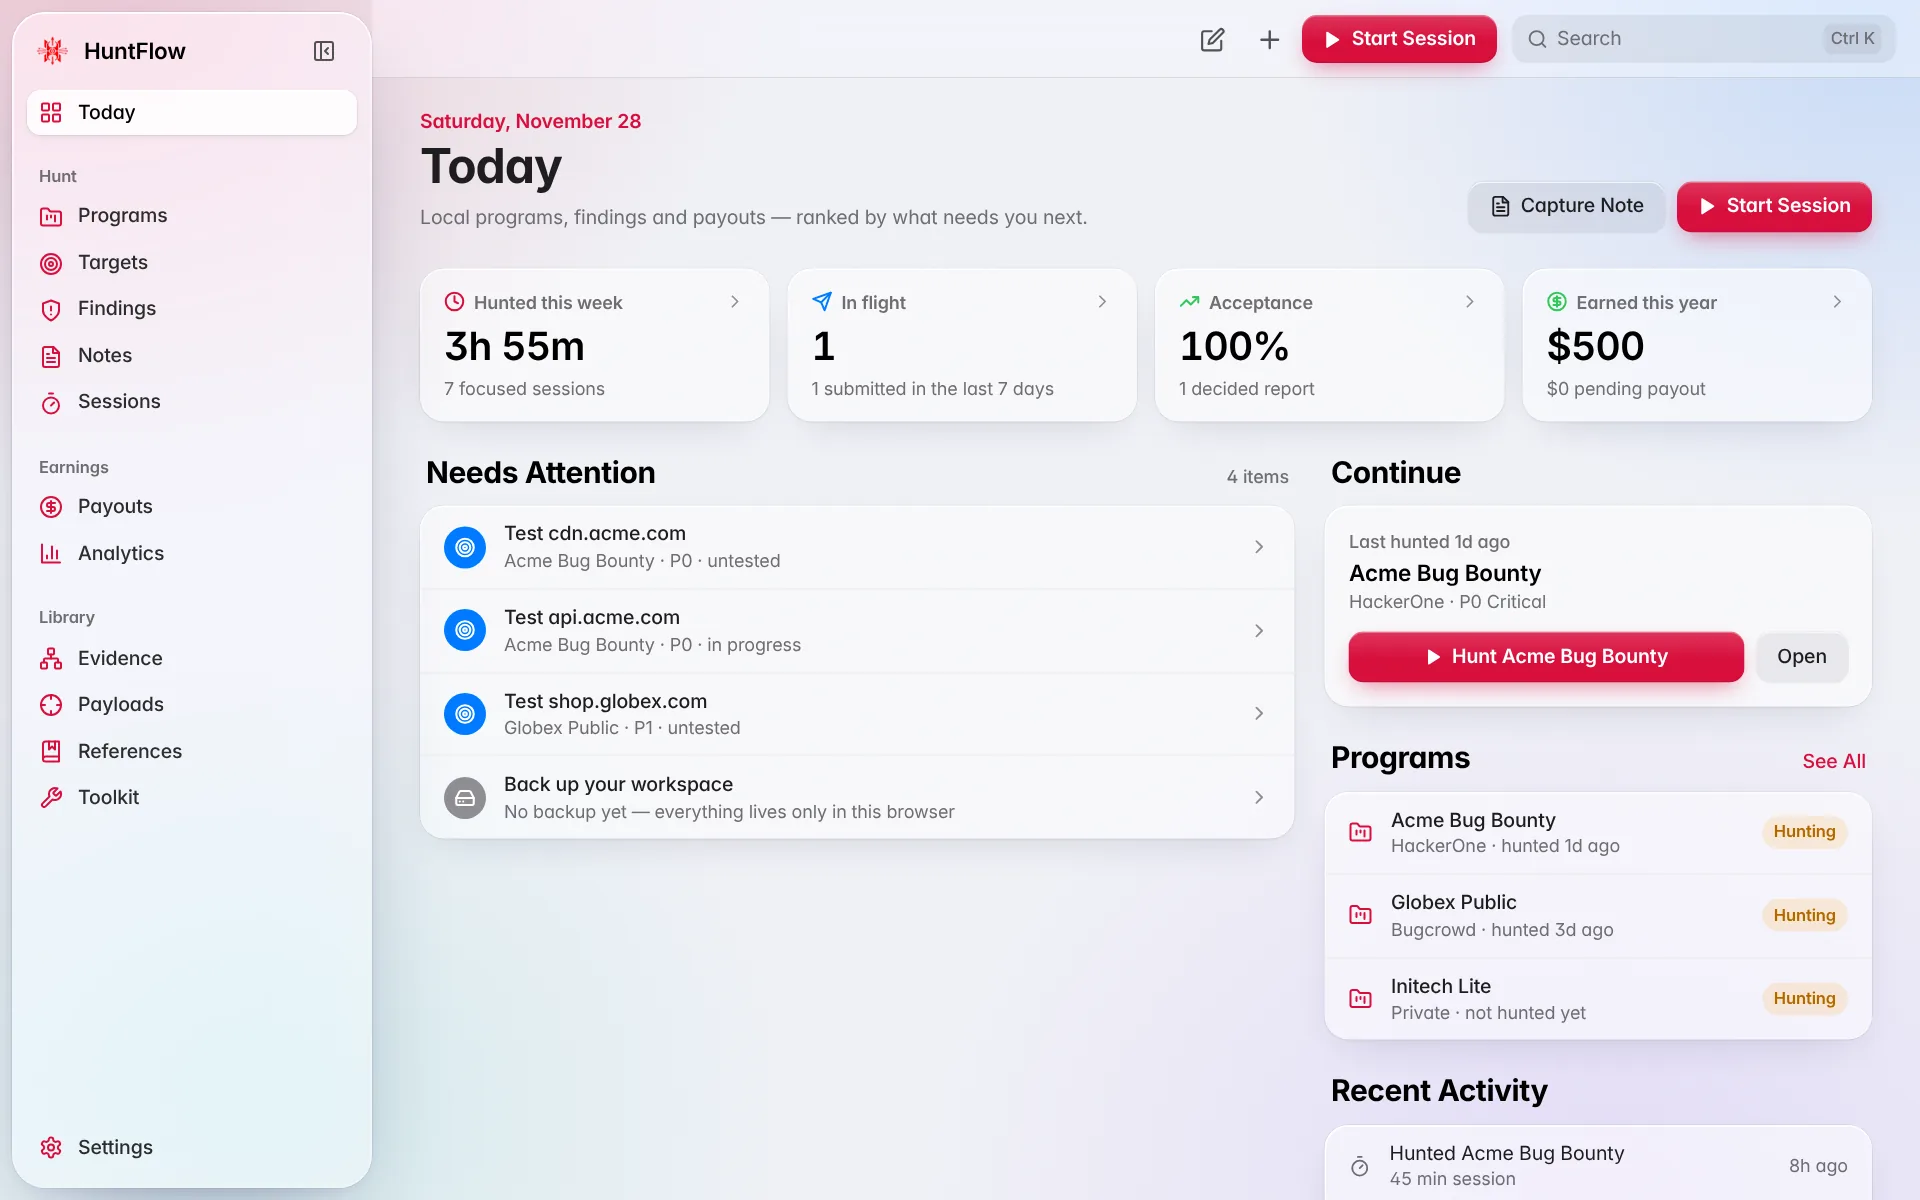 HuntFlow
Today
Hunt
Programs
Targets
Findings
Notes
Sessions
Earnings
Payouts
Analytics
Library
Evidence
Payloads
References
Toolkit
Settings
Start Session
Search
Ctrl K
Saturday, November 28
Today
Local programs, findings and payouts — ranked by what needs you next.
Capture Note
Start Session
Hunted this week
3h 55m
7 focused sessions
In flight
1
1 submitted in the last 7 days
Acceptance
100%
1 decided report
Earned this year
$500
$0 pending payout
Needs Attention
4 items
Test cdn.acme.com
Acme Bug Bounty · P0 · untested
Test api.acme.com
Acme Bug Bounty · P0 · in progress
Test shop.globex.com
Globex Public · P1 · untested
Back up your workspace
No backup yet — everything lives only in this browser
Continue
Last hunted 1d ago
Acme Bug Bounty
HackerOne · P0 Critical
Hunt Acme Bug Bounty
Open
Programs
See All
Acme Bug Bounty
HackerOne · hunted 1d ago
Hunting
Globex Public
Bugcrowd · hunted 3d ago
Hunting
Initech Lite
Private · not hunted yet
Hunting
Recent Activity
Hunted Acme Bug Bounty
45 min session
8h ago